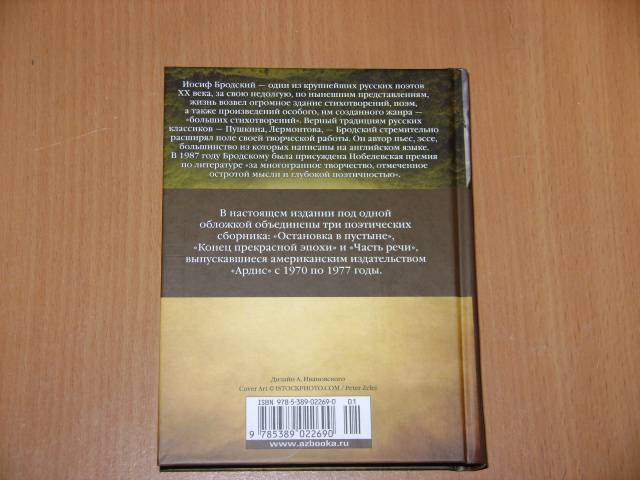 Иосиф Бродский — один из крупнейших русских поэтов
XX века, за свою недолгую, по нынешним представлениям,
жизнь возвел огромное здание стихотворений, поэм,
а также произведений особого, им созданного жанра —
«больших стихотворений». Верный традициям русских
классиков — Пушкина, Лермонтова, — Бродский стремительно
расширял поле своей творческой работы. Он автор пьес, эссе,
большинство из которых написаны на английском языке.
В 1987 году Бродскому была присуждена Нобелевская премия
по литературе «за многогранное творчество, отмеченное
остротой мысли и глубокой поэтичностью».
В настоящем издании под одной
обложкой объединены три поэтических
сборника: «Остановка в пустыне»,
«Конец прекрасной эпохи» и «Часть речи»,
выпускавшиеся американским издательством
«Ардис» с 1970 по 1977 годы.
Дизайн А. Ивановского
Cover Art © ISTOCKPHOTO.COM / Peter Zelei
ISBN 978-5-389-02269-0 01
9 785389 022690
www.azbooka.ru